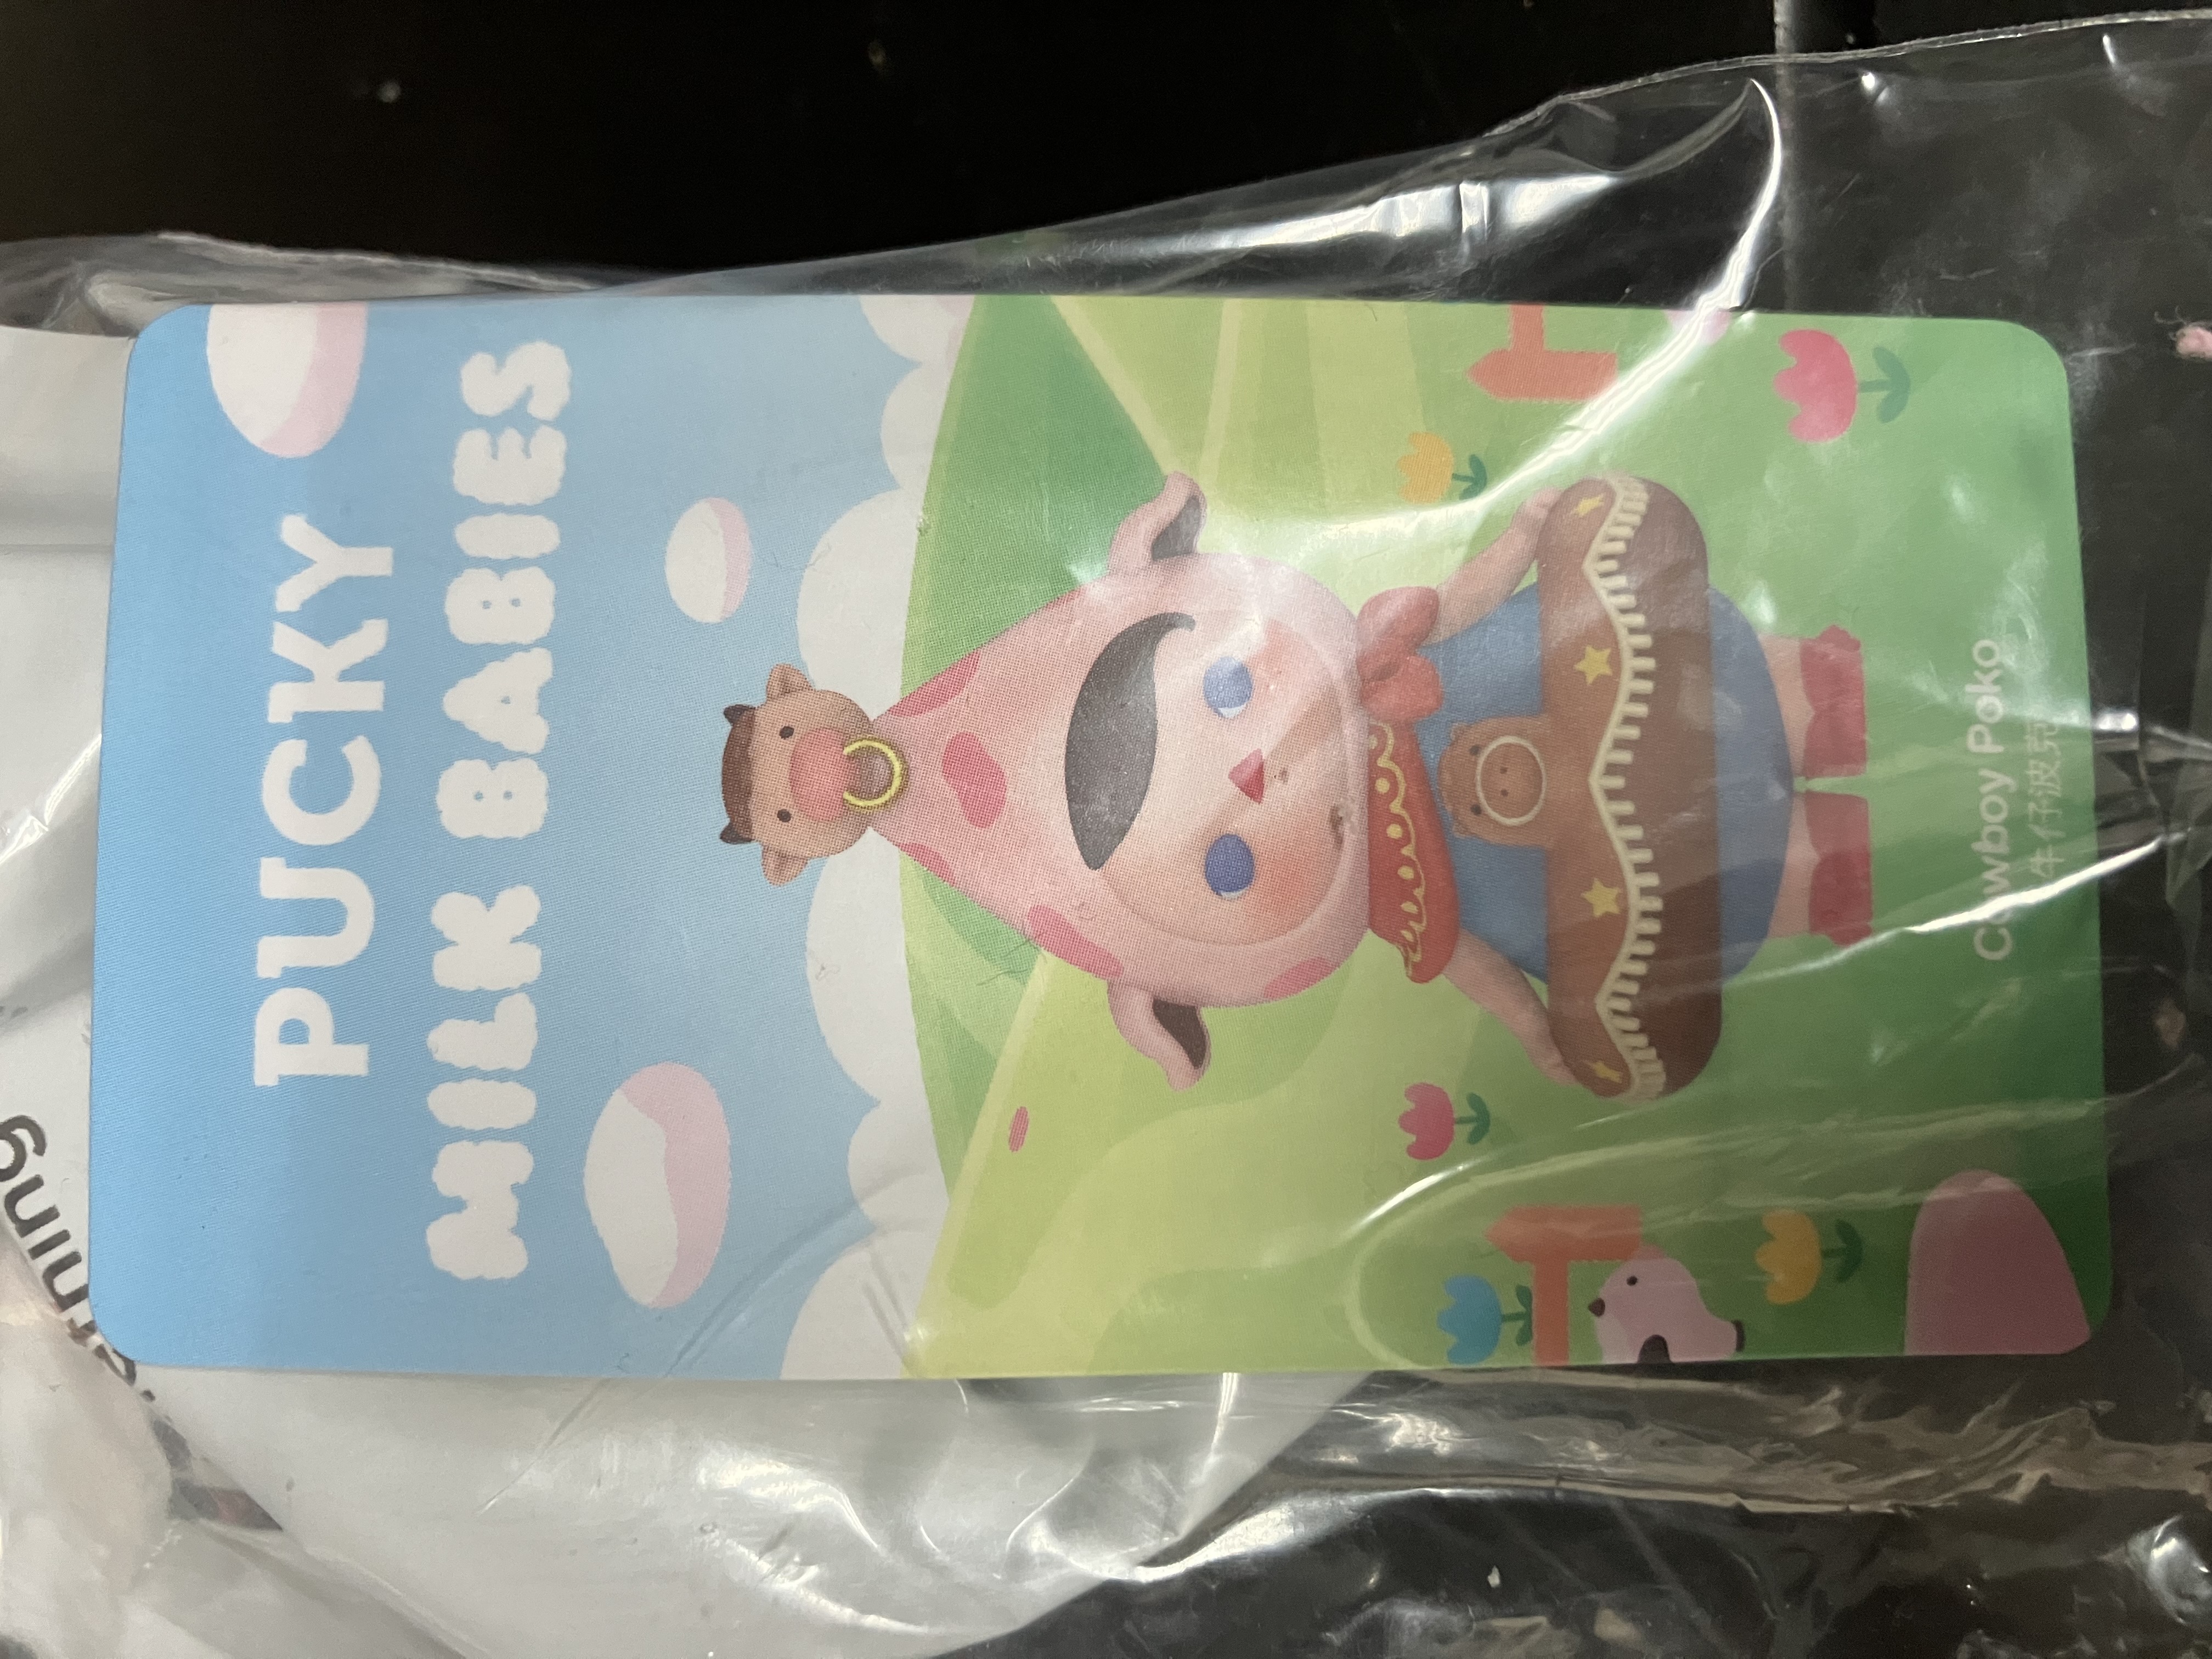 PUCKY
MILK BABIES
Cowboy Poko
牛仔波克